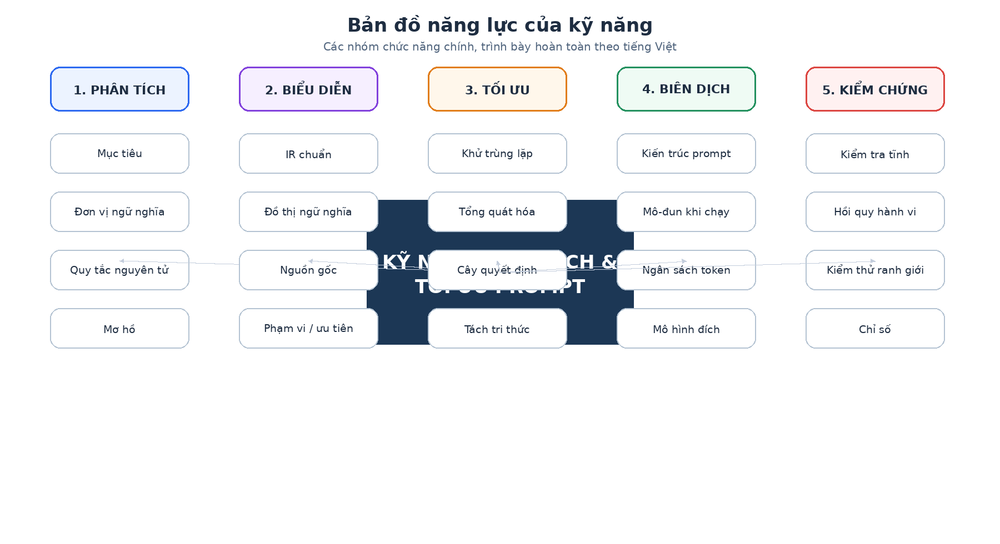 Bản đồ năng lực của kỹ năng
Các nhóm chức năng chính, trình bày hoàn toàn theo tiếng Việt
1. PHÂN TÍCH
2. BIỂU DIỄN
3. TỐI ƯU
4. BIÊN DỊCH
5. KIỂM CHỨNG
Mục tiêu
IR chuẩn
Khử trùng lặp
Kiến trúc prompt
Kiểm tra tĩnh
Đơn vị ngữ nghĩa
Đồ thị ngữ nghĩa
Tổng quát hóa
Mô-đun khi chạy
Hồi quy hành vi
KỸ &
Quy tắc nguyên tử
Nguồn gốc
Cây quyết định
Ngân sách token
Kiểm thử ranh giới
Mơ hồ
Phạm vi / ưu tiên
Tách tri thức
Mô hình đích
Chỉ số